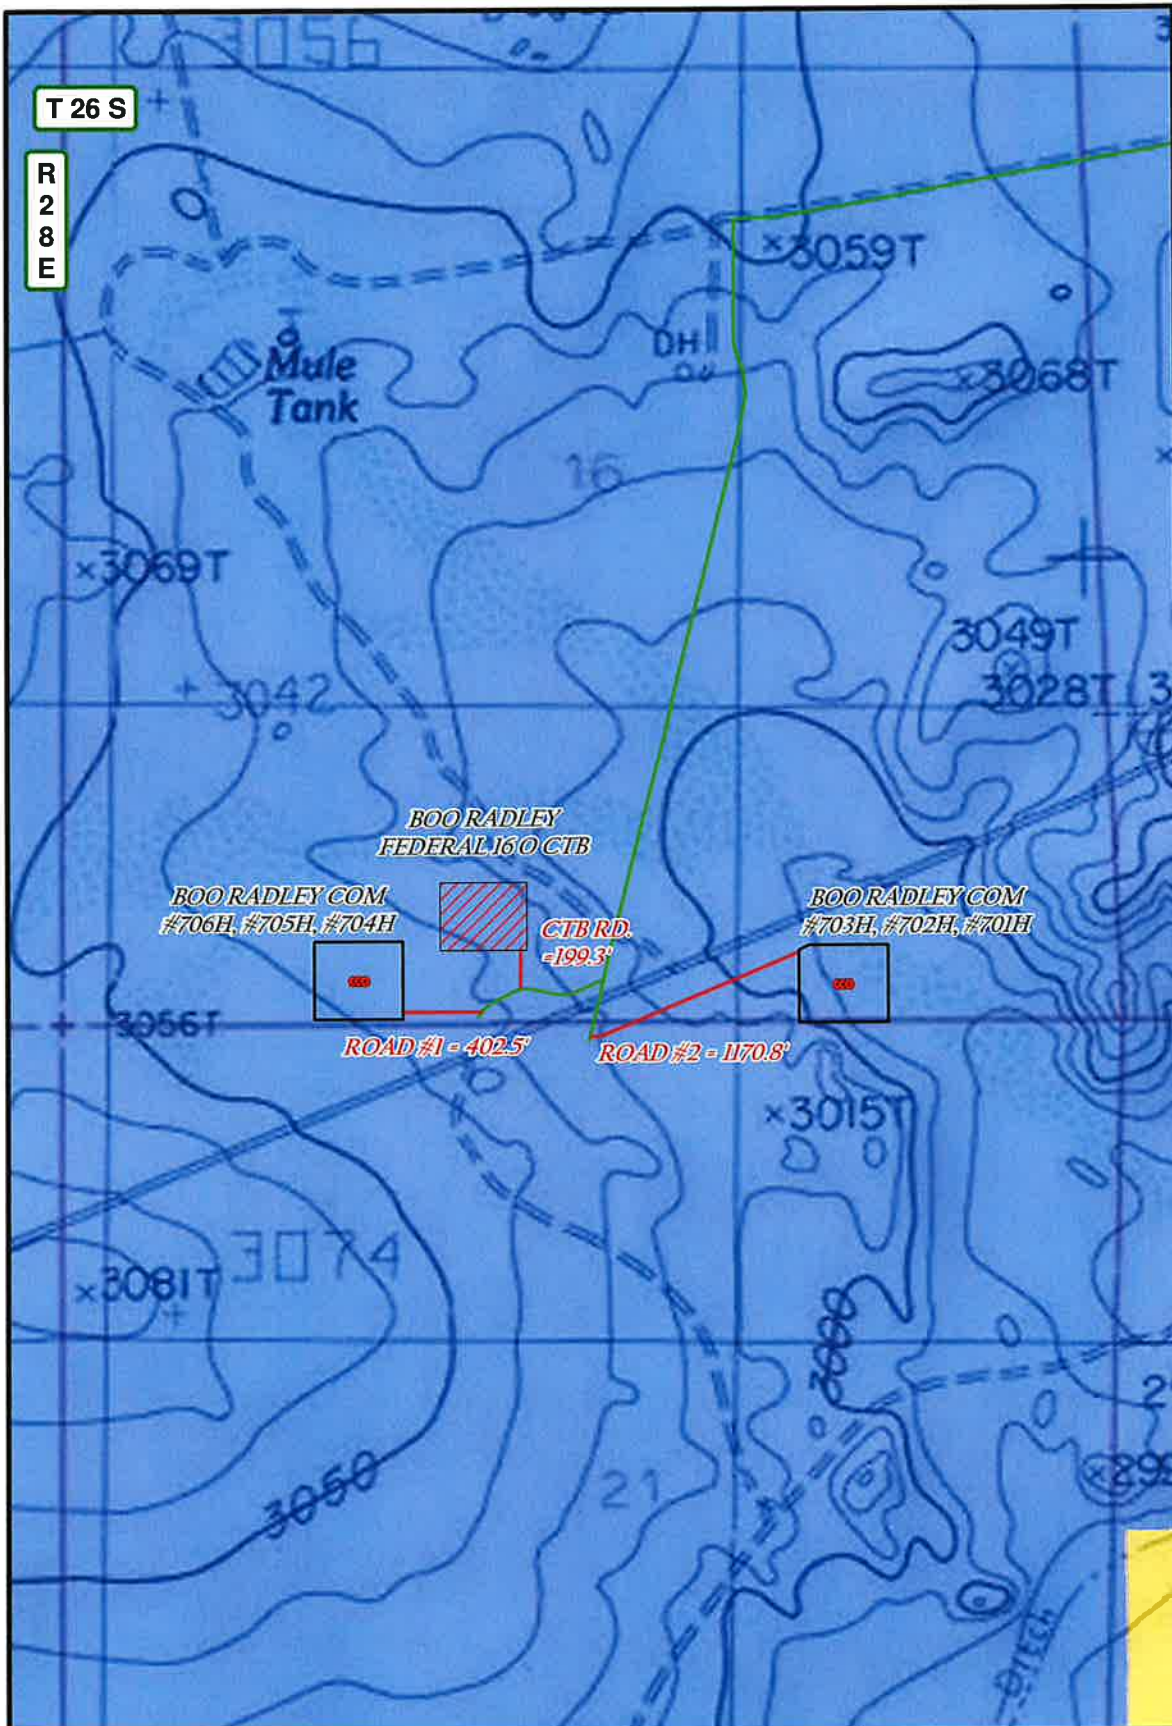 3056
T 26 S
R
2
8
E
×3059T
Mule
Tank
DH
×3068T
16
×3069T
3049T
3042
3028T
BOO RADLEY
FEDERAL 16 O CTB
BOO RADLEY COM
#706H, #705H, #704H
CTB RD.
=199.3'
BOO RADLEY COM
#703H, #702H, #701H
3056T
ROAD #1 = 402.5'
ROAD #2 = 1170.8'
×3015T
3074
×3081T
3000
3050
21
Ditch